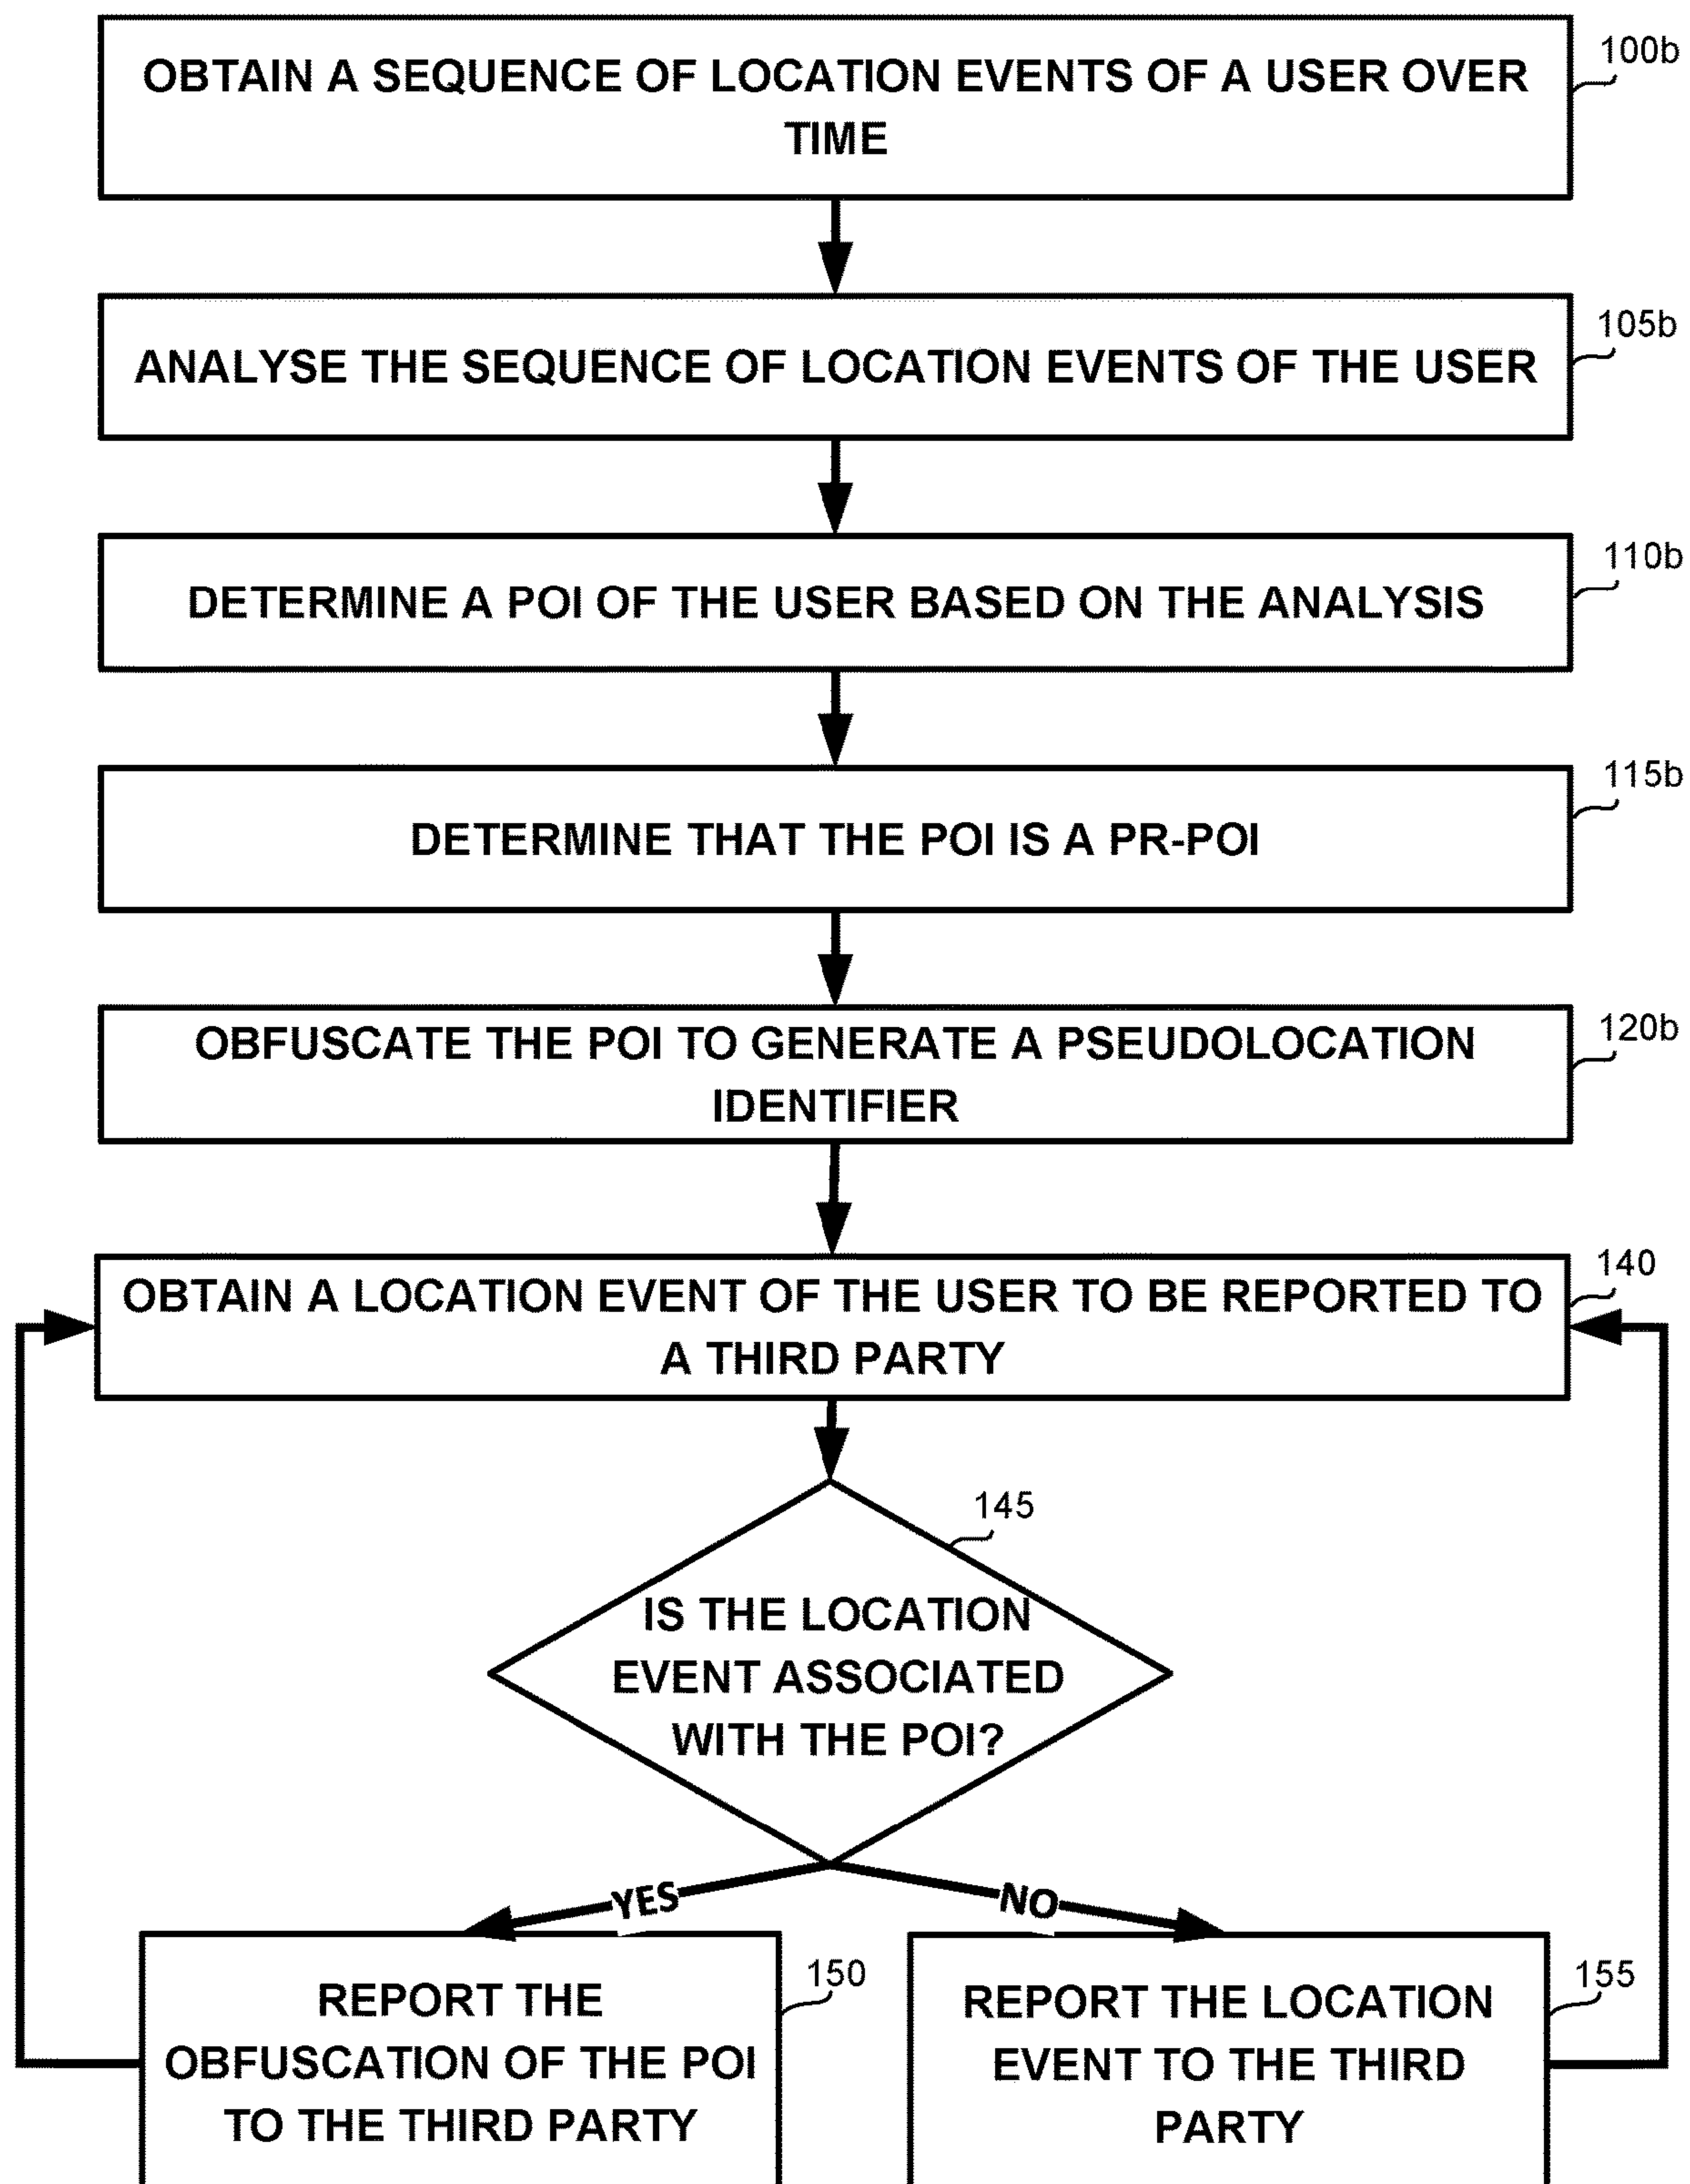 OBTAIN A SEQUENCE OF LOCATION EVENTS OF A USER OVER
TIME
100b
ANALYSE THE SEQUENCE OF LOCATION EVENTS OF THE USER
105b
DETERMINE A POI OF THE USER BASED ON THE ANALYSIS
110b
DETERMINE THAT THE POI IS A PR-POI
115b
OBFUSCATE THE POI TO GENERATE A PSEUDOLOCATION
IDENTIFIER
120b
OBTAIN A LOCATION EVENT OF THE USER TO BE REPORTED TO
A THIRD PARTY
140
145
IS THE LOCATION
EVENT ASSOCIATED
WITH THE POI?
YES
NO
REPORT THE
OBFUSCATION OF THE POI
TO THE THIRD PARTY
150
REPORT THE LOCATION
EVENT TO THE THIRD
PARTY
155